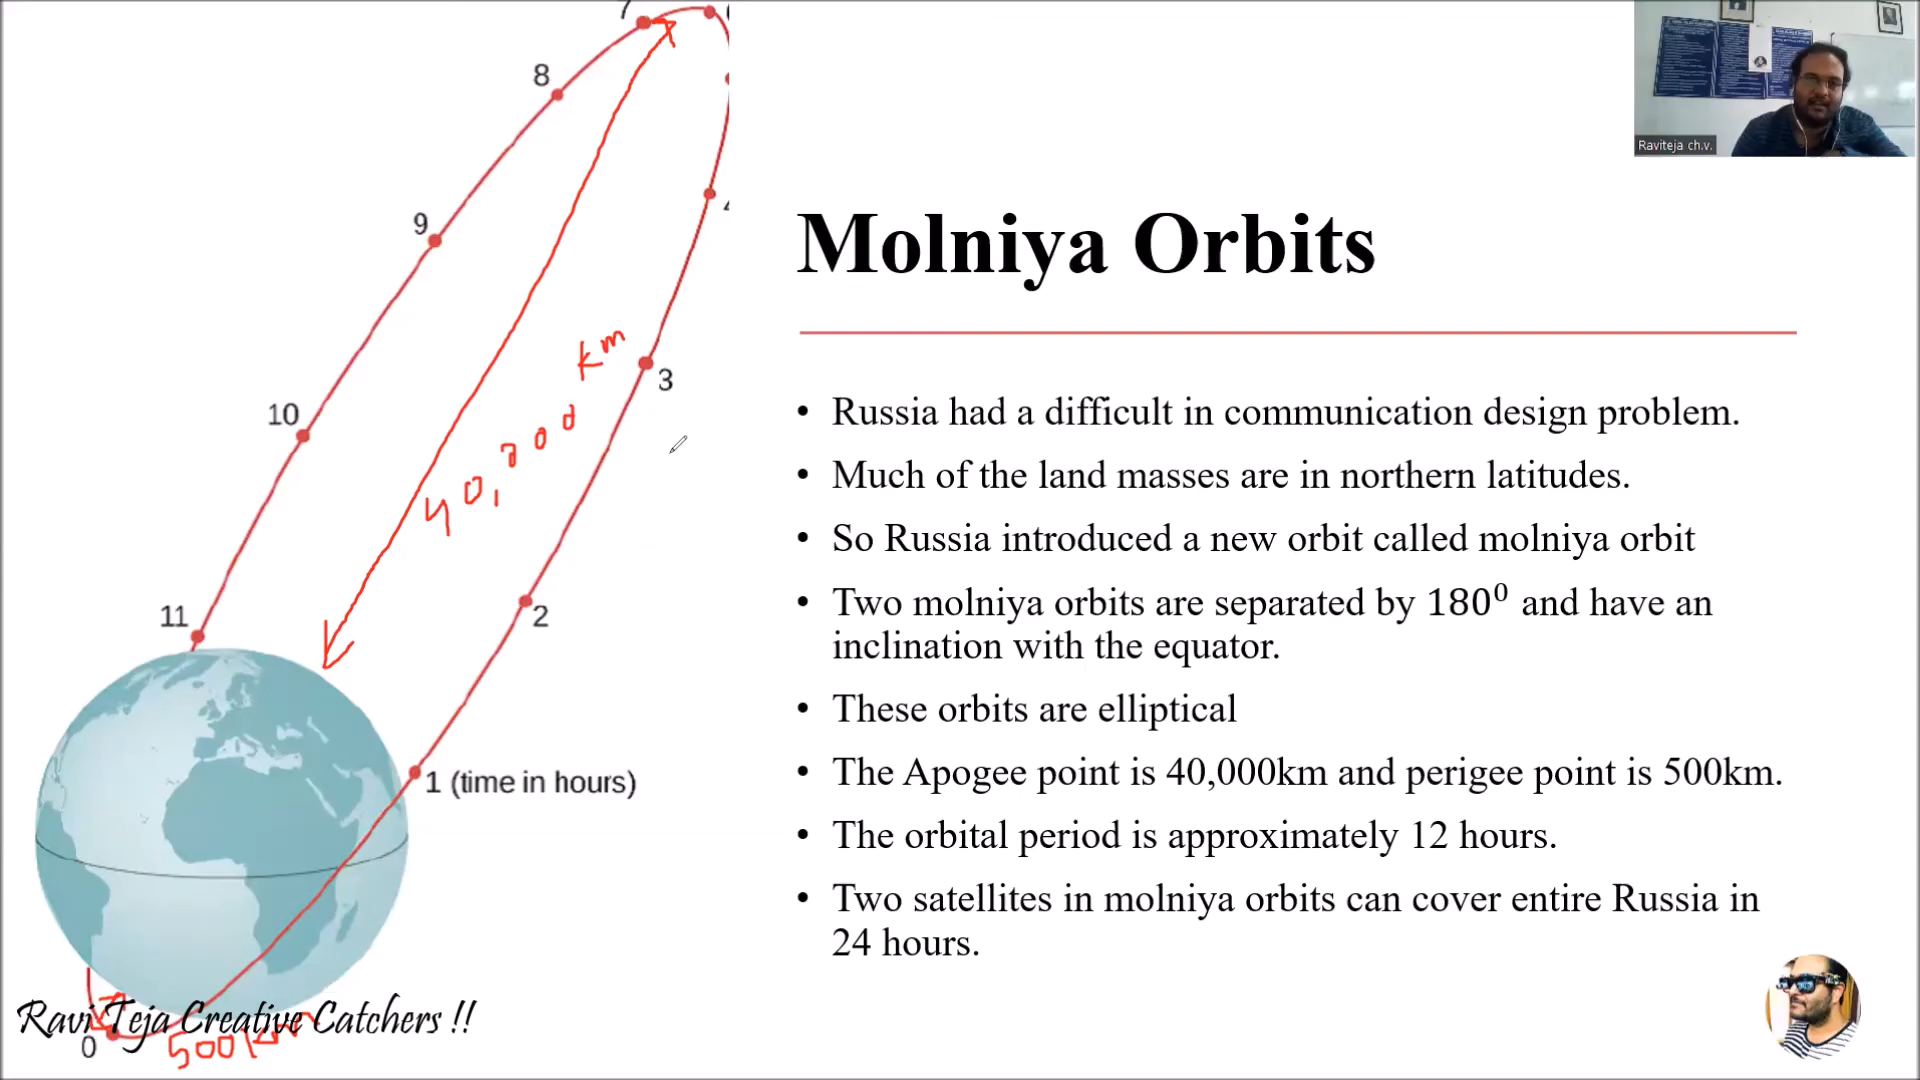 8
9
10
11
3
2
1 (time in hours)
0
40,000 km
500km
Ravi Teja Creative Catchers !!
Raviteja ch.v.
Molniya Orbits
• Russia had a difficult in communication design problem.
• Much of the land masses are in northern latitudes.
• So Russia introduced a new orbit called molniya orbit
• Two molniya orbits are separated by 180⁰ and have an
inclination with the equator.
• These orbits are elliptical
• The Apogee point is 40,000km and perigee point is 500km.
• The orbital period is approximately 12 hours.
• Two satellites in molniya orbits can cover entire Russia in
24 hours.